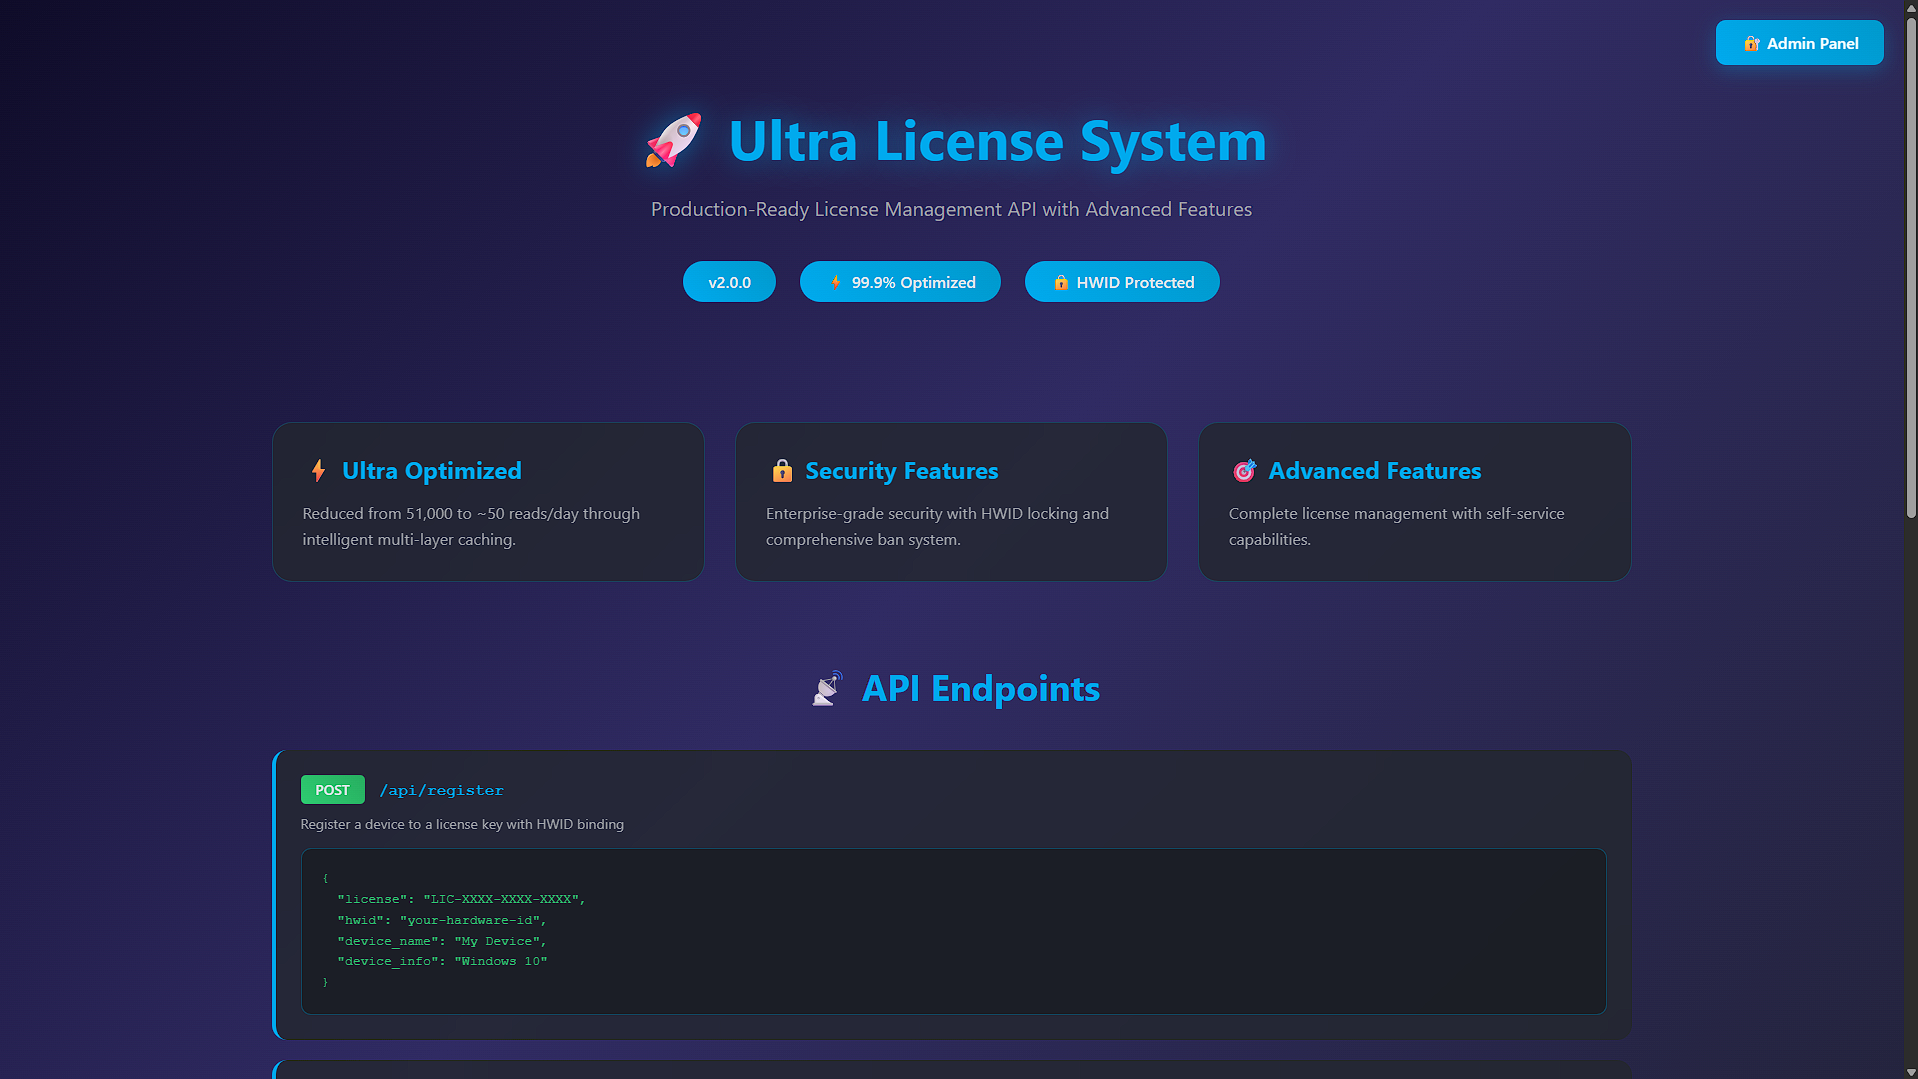 Admin Panel
Ultra License System
Production-Ready License Management API with Advanced Features
v2.0.0
99.9% Optimized
HWID Protected
Ultra Optimized
Reduced from 51,000 to ~50 reads/day through
intelligent multi-layer caching.
Security Features
Enterprise-grade security with HWID locking and
comprehensive ban system.
Advanced Features
Complete license management with self-service
capabilities.
API Endpoints
POST /api/register
Register a device to a license key with HWID binding
{
"license": "LIC-XXXX-XXXX-XXXX",
"hwid": "your-hardware-id",
"device_name": "My Device",
"device_info": "Windows 10"
}